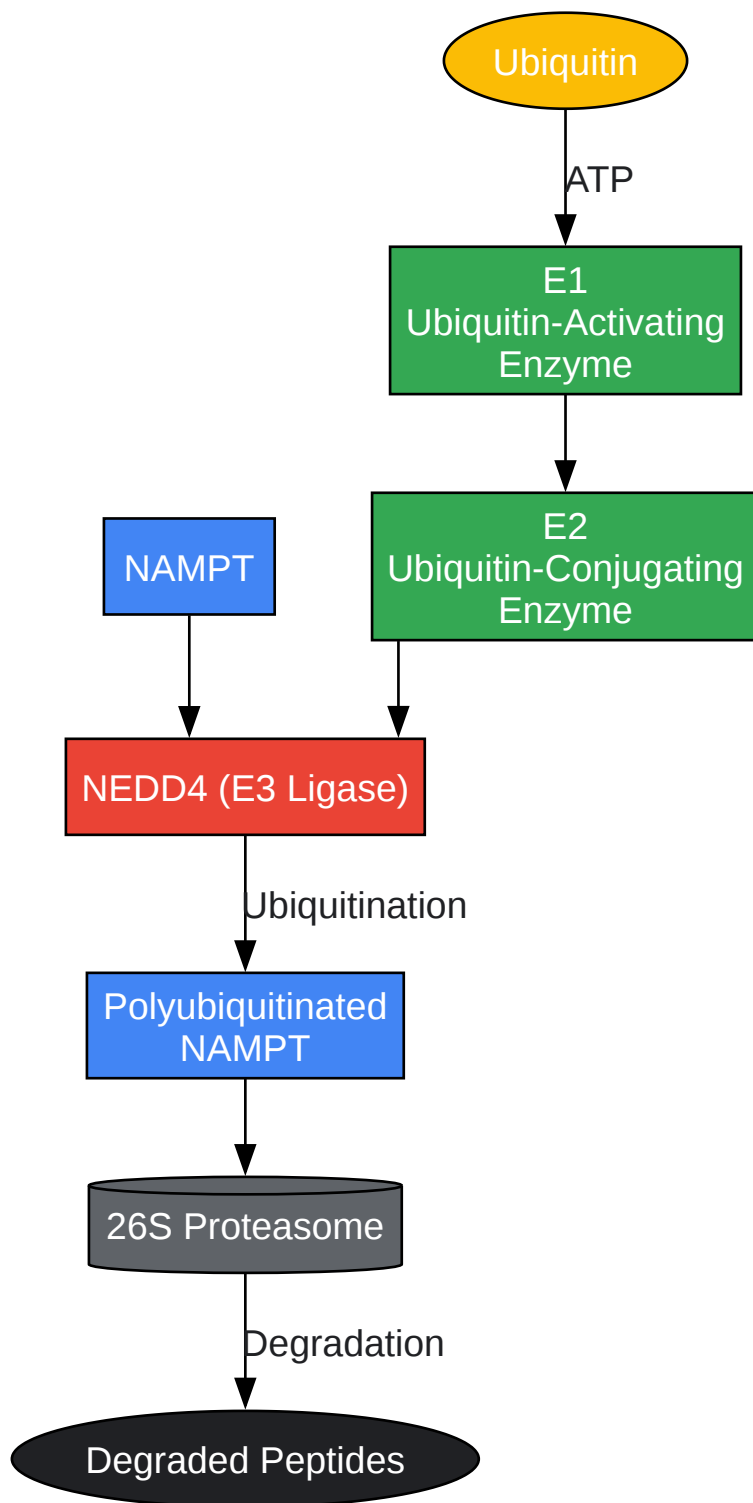 Ubiquitin
ATP
E1
Ubiquitin-Activating
Enzyme
E2
Ubiquitin-Conjugating
Enzyme
NAMPT
NEDD4 (E3 Ligase)
Ubiquitination
Polyubiquitinated
NAMPT
26S Proteasome
Degradation
Degraded Peptides